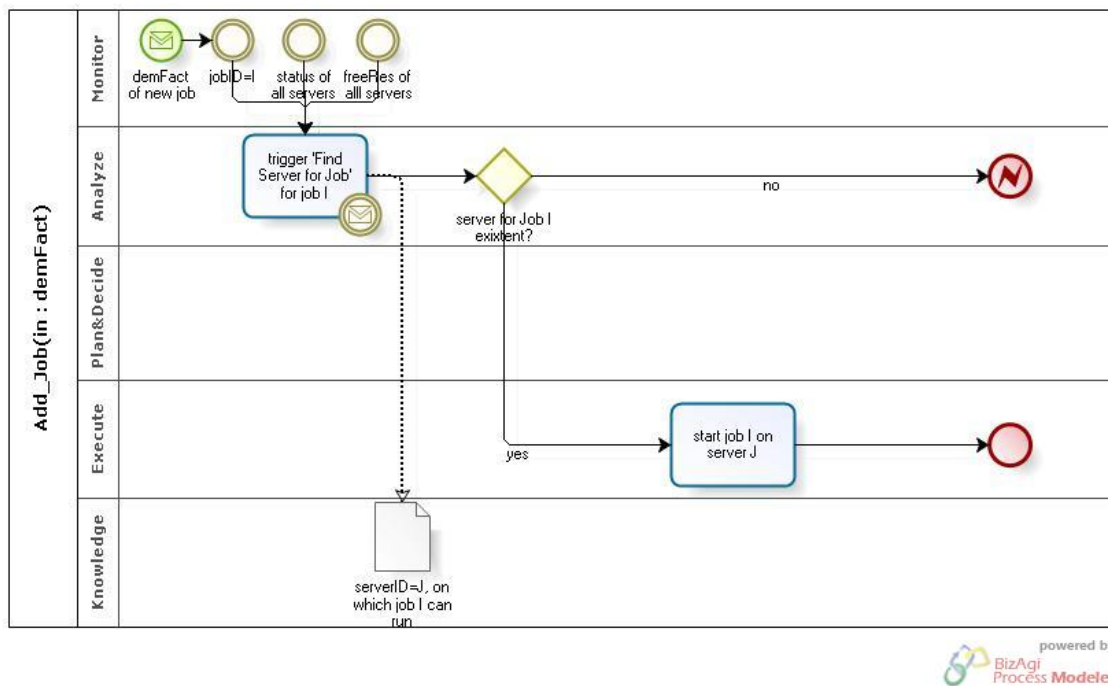 Add_Job(in : demFact)
Monitor
demFact
of new job
jobID=I
status of
all servers
freeRes of
alll servers
Analyze
trigger 'Find
Server for Job'
for job I
server for Job I
exixtent?
no
Plan&Decide
Execute
yes
start job I on
server J
Knowledge
serverID=J, on
which job I can
run
powered b
BizAgi
Process Modele